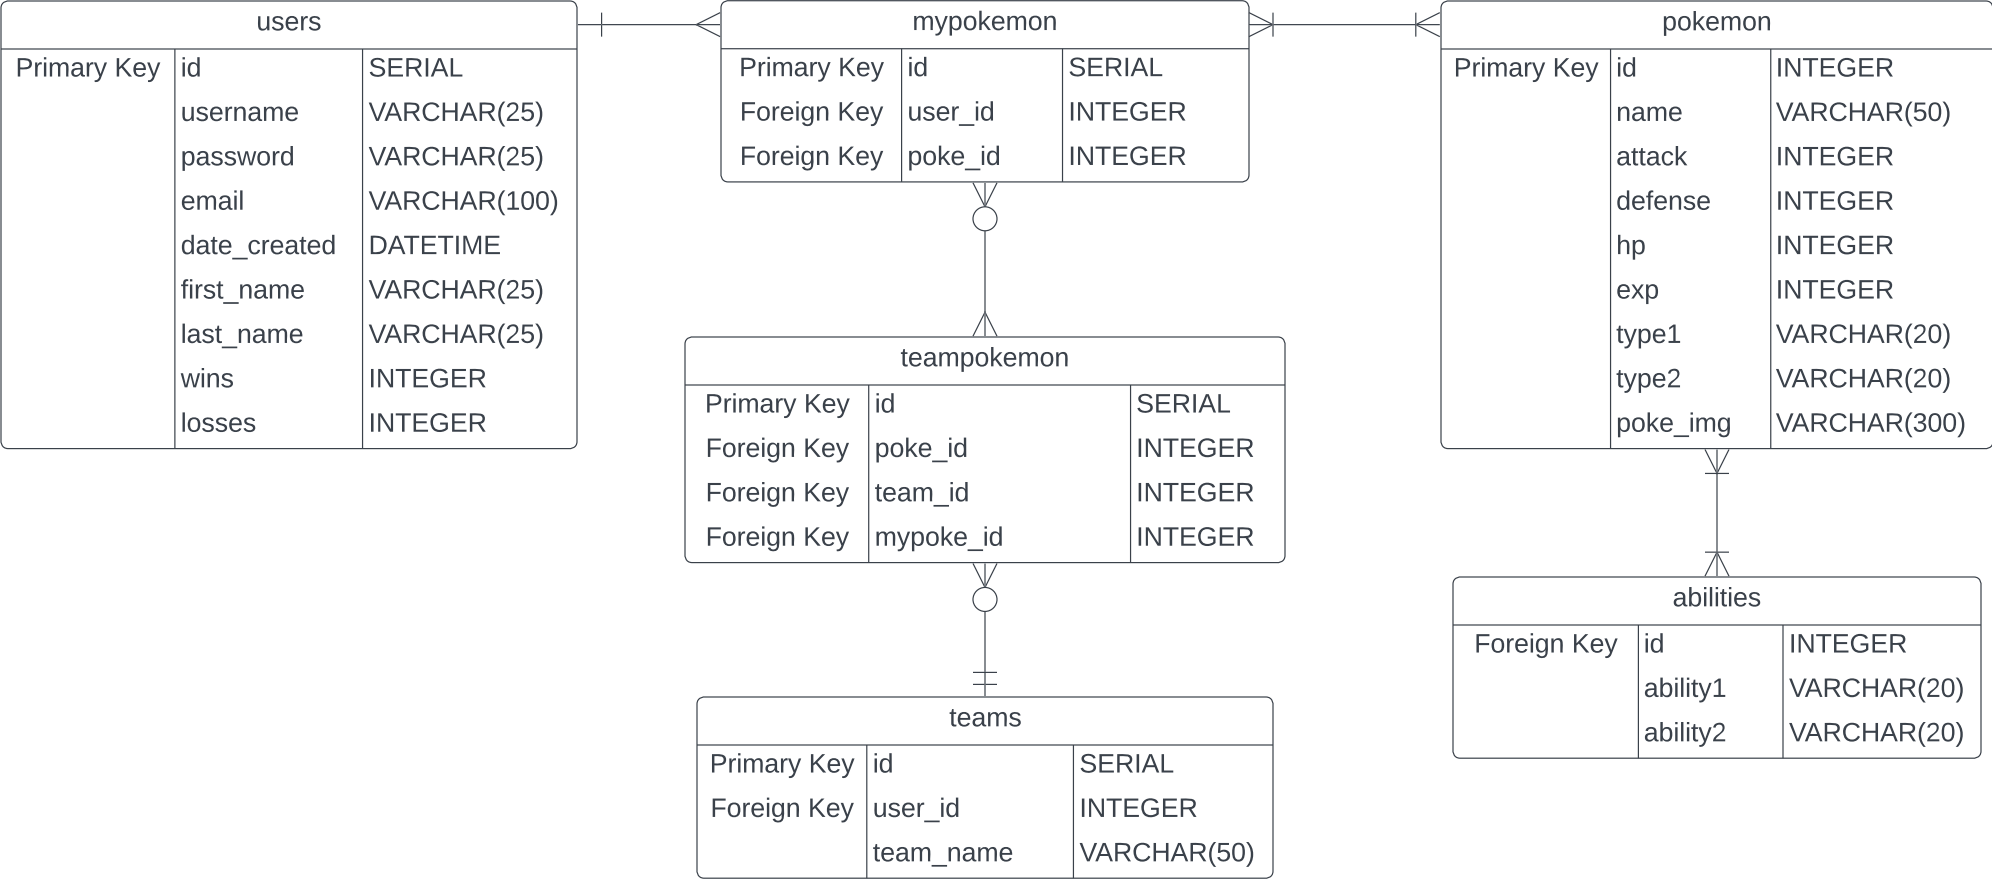 users
Primary Key id SERIAL
username VARCHAR(25)
password VARCHAR(25)
email VARCHAR(100)
date_created DATETIME
first_name VARCHAR(25)
last_name VARCHAR(25)
wins INTEGER
losses INTEGER
mypokemon
Primary Key id SERIAL
Foreign Key user_id INTEGER
Foreign Key poke_id INTEGER
pokemon
Primary Key id INTEGER
name VARCHAR(50)
attack INTEGER
defense INTEGER
hp INTEGER
exp INTEGER
type1 VARCHAR(20)
type2 VARCHAR(20)
poke_img VARCHAR(300)
teampokemon
Primary Key id SERIAL
Foreign Key poke_id INTEGER
Foreign Key team_id INTEGER
Foreign Key mypoke_id INTEGER
abilities
Foreign Key id INTEGER
ability1 VARCHAR(20)
ability2 VARCHAR(20)
teams
Primary Key id SERIAL
Foreign Key user_id INTEGER
team_name VARCHAR(50)